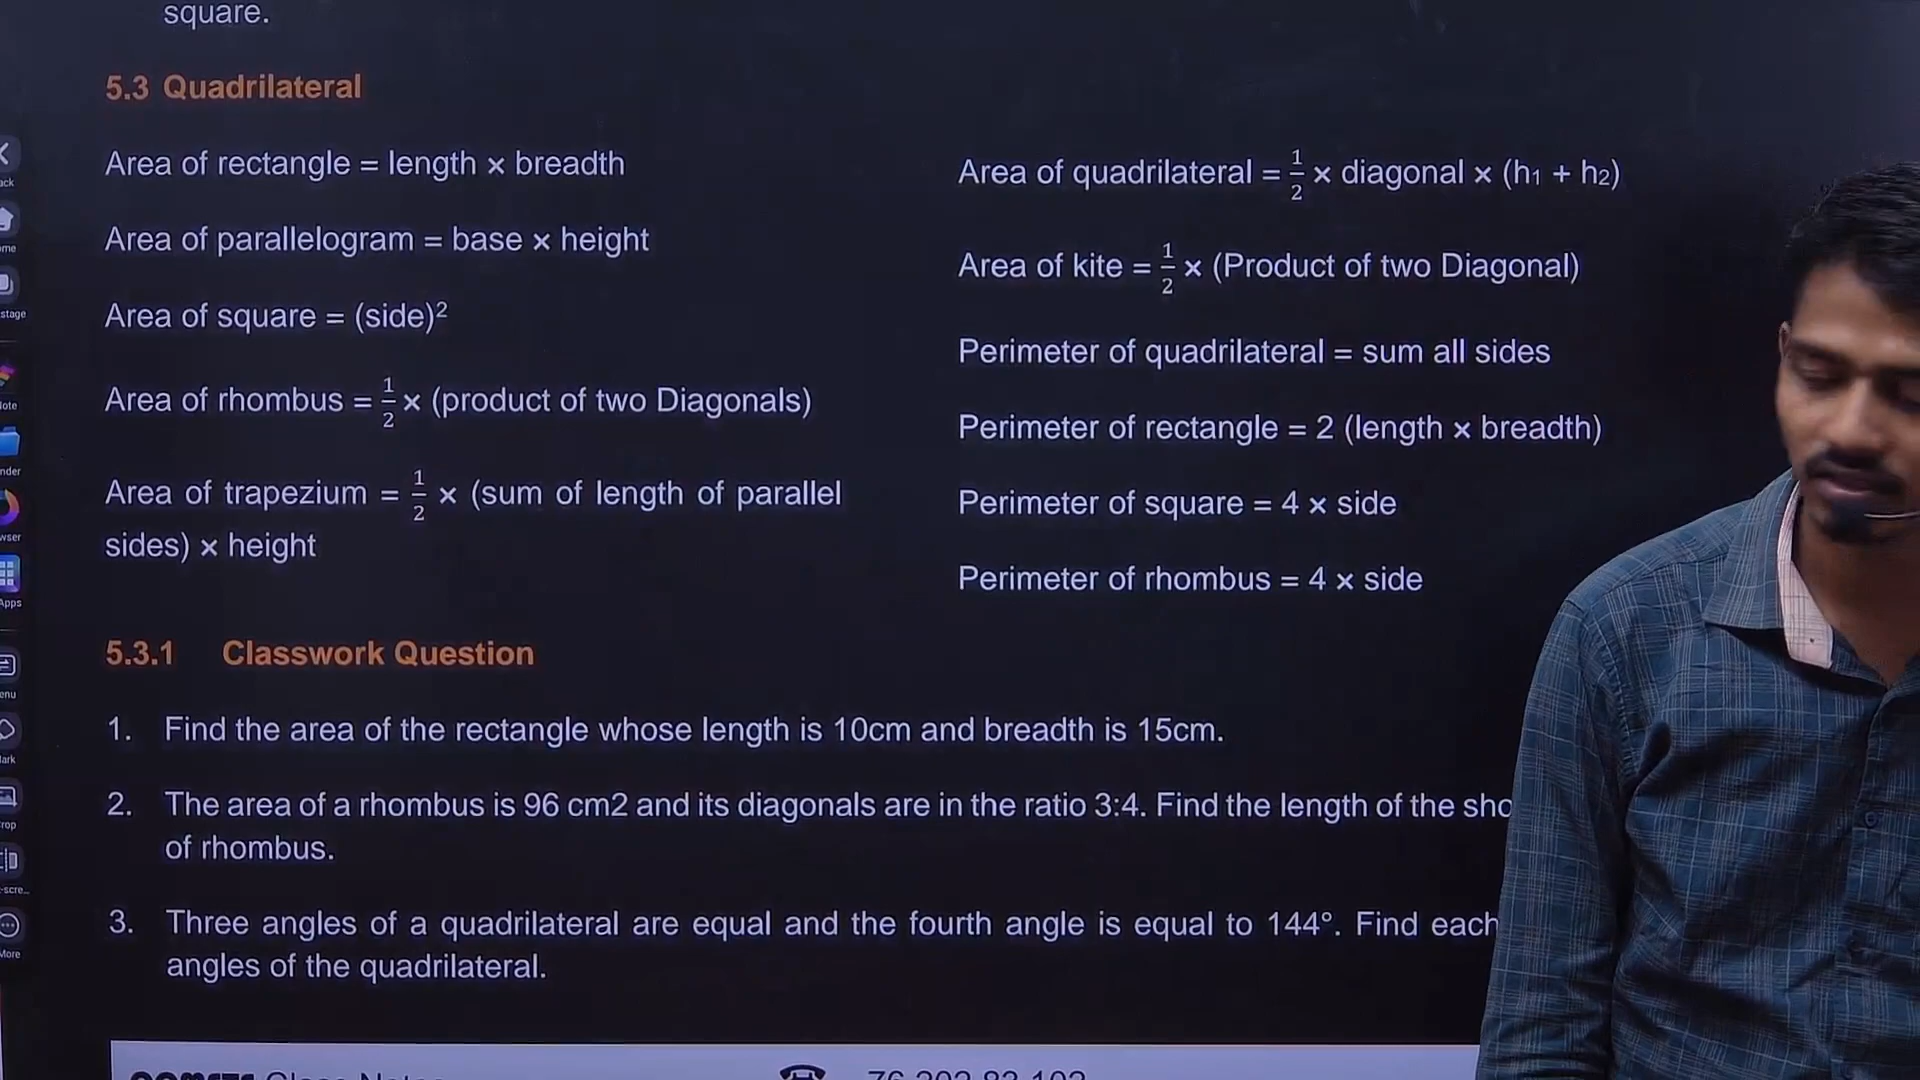 square.
5.3 Quadrilateral
Area of rectangle = length × breadth
Area of parallelogram = base × height
Area of square = (side)²
Area of rhombus = 1/2 × (product of two Diagonals)
Area of trapezium = 1/2 × (sum of length of parallel
sides) × height
Area of quadrilateral = 1/2 × diagonal × (h₁ + h₂)
Area of kite = 1/2 × (Product of two Diagonal)
Perimeter of quadrilateral = sum all sides
Perimeter of rectangle = 2 (length × breadth)
Perimeter of square = 4 × side
Perimeter of rhombus = 4 × side
5.3.1 Classwork Question
1. Find the area of the rectangle whose length is 10cm and breadth is 15cm.
2. The area of a rhombus is 96 cm2 and its diagonals are in the ratio 3:4. Find the length of the sho
of rhombus.
3. Three angles of a quadrilateral are equal and the fourth angle is equal to 144°. Find each
angles of the quadrilateral.
Apps
More